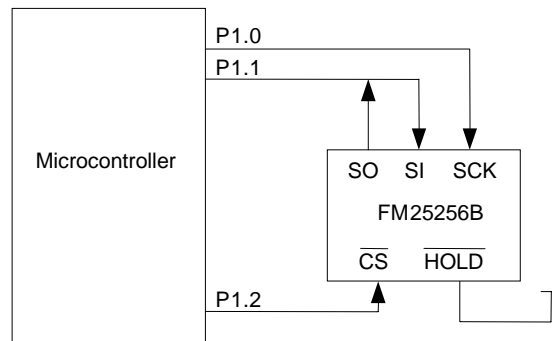 P1.0
P1.1
Microcontroller
SO SI SCK
FM25256B
CS HOLD
P1.2